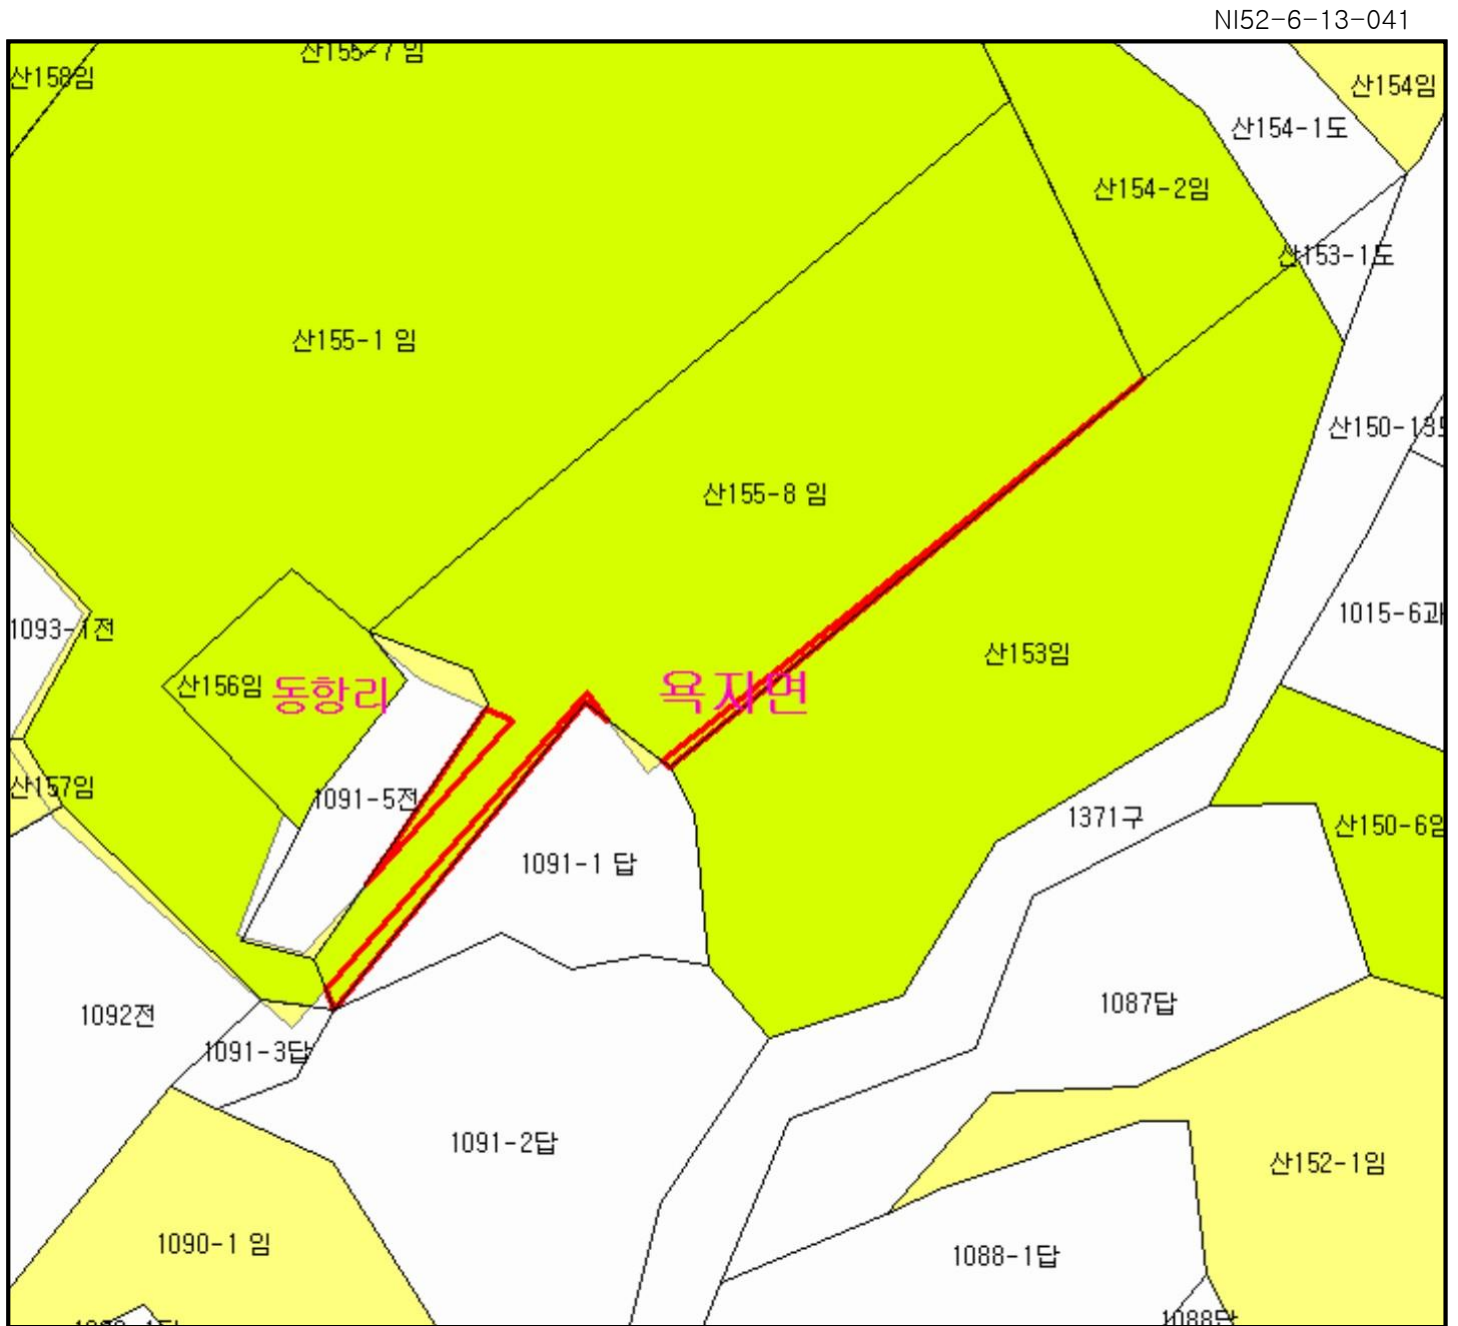 NI52-6-13-041
산155-7 임
산158임
산154임
산154-1도
산154-2임
산153-1도
산155-1 임
산150-13도
산155-8 임
1015-6과
1093-1전
산153임
산156임
동항리
욕지면
산157임
1091-5전
1371구
산150-6임
1091-1 답
1087답
1092전
1091-3답
1091-2답
산152-1임
1090-1 임
1088-1답
1088답